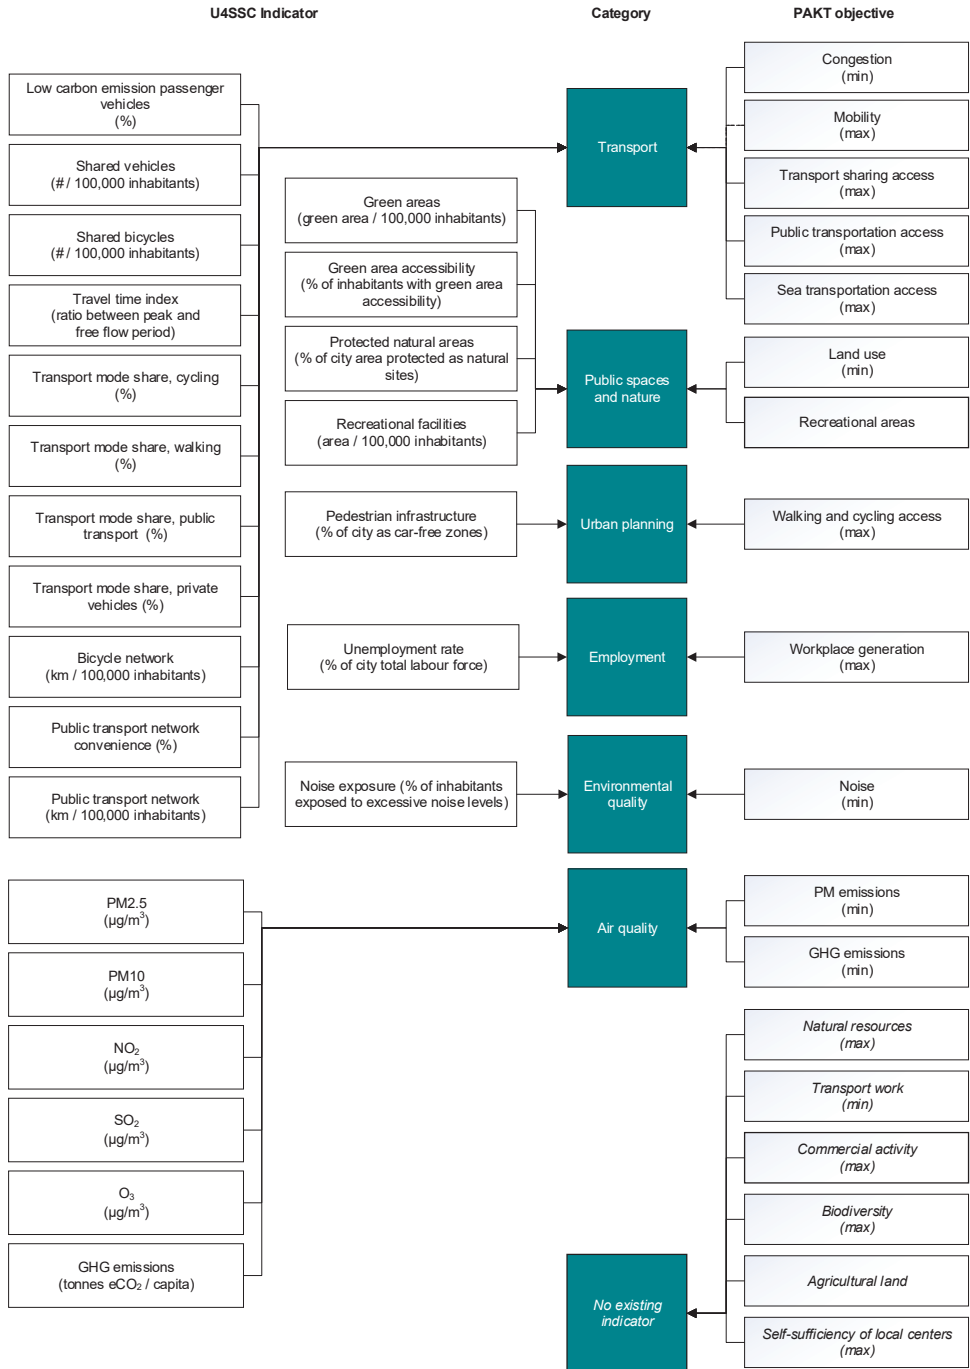 U4SSC Indicator
Category
PAKT objective
Low carbon emission passenger
vehicles
(%)
Shared vehicles
(# / 100,000 inhabitants)
Shared bicycles
(# / 100,000 inhabitants)
Travel time index
(ratio between peak and
free flow period)
Transport mode share, cycling
(%)
Transport mode share, walking
(%)
Transport mode share, public
transport (%)
Transport mode share, private
vehicles (%)
Bicycle network
(km / 100,000 inhabitants)
Public transport network
convenience (%)
Public transport network
(km / 100,000 inhabitants)
Transport
Congestion
(min)
Mobility
(max)
Transport sharing access
(max)
Public transportation access
(max)
Sea transportation access
(max)
Green areas
(green area / 100,000 inhabitants)
Green area accessibility
(% of inhabitants with green area
accessibility)
Protected natural areas
(% of city area protected as natural
sites)
Recreational facilities
(area / 100,000 inhabitants)
Public spaces
and nature
Land use
(min)
Recreational areas
Pedestrian infrastructure
(% of city as car-free zones)
Urban planning
Walking and cycling access
(max)
Unemployment rate
(% of city total labour force)
Employment
Workplace generation
(max)
Noise exposure (% of inhabitants
exposed to excessive noise levels)
Environmental
quality
Noise
(min)
PM2.5
(µg/m³)
PM10
(µg/m³)
NO₂
(µg/m³)
SO₂
(µg/m³)
O₃
(µg/m³)
GHG emissions
(tonnes eCO₂ / capita)
Air quality
PM emissions
(min)
GHG emissions
(min)
No existing
indicator
Natural resources
(max)
Transport work
(min)
Commercial activity
(max)
Biodiversity
(max)
Agricultural land
Self-sufficiency of local centers
(max)